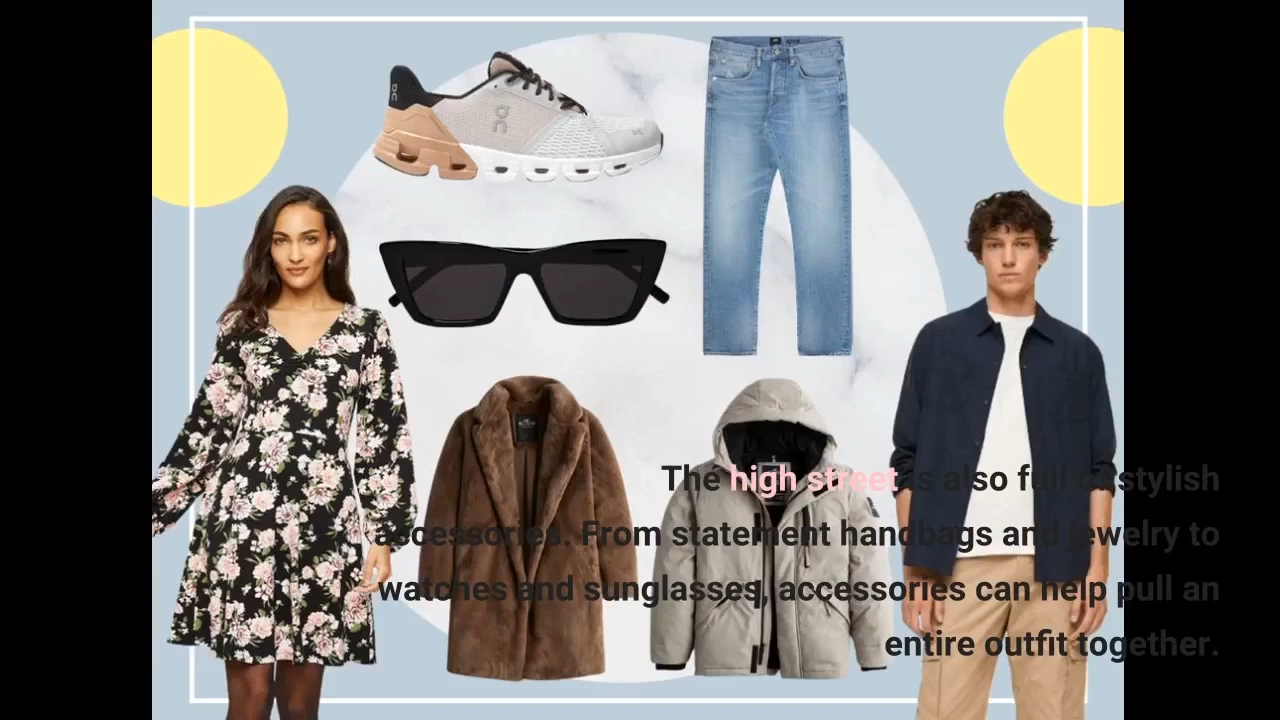 The high street is also full of stylish
accessories. From statement handbags and jewelry to
watches and sunglasses, accessories can help pull an
entire outfit together.